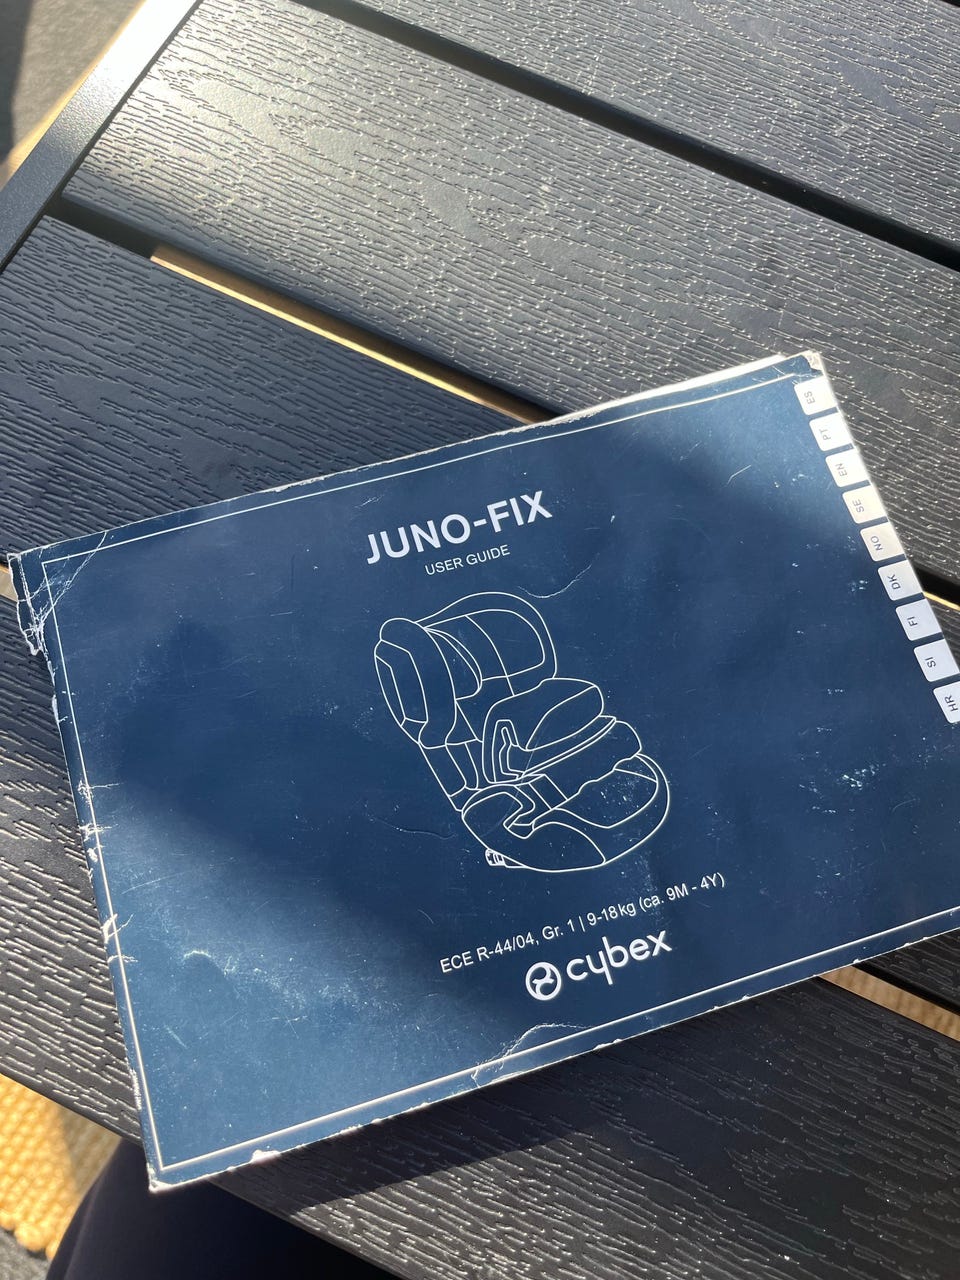 JUNO-FIX
USER GUIDE
ECE R-44/04, Gr. 1 | 9-18kg (ca. 9M - 4Y)
cybex
ES
PT
EN
SE
NO
DK
FI
SI
HR